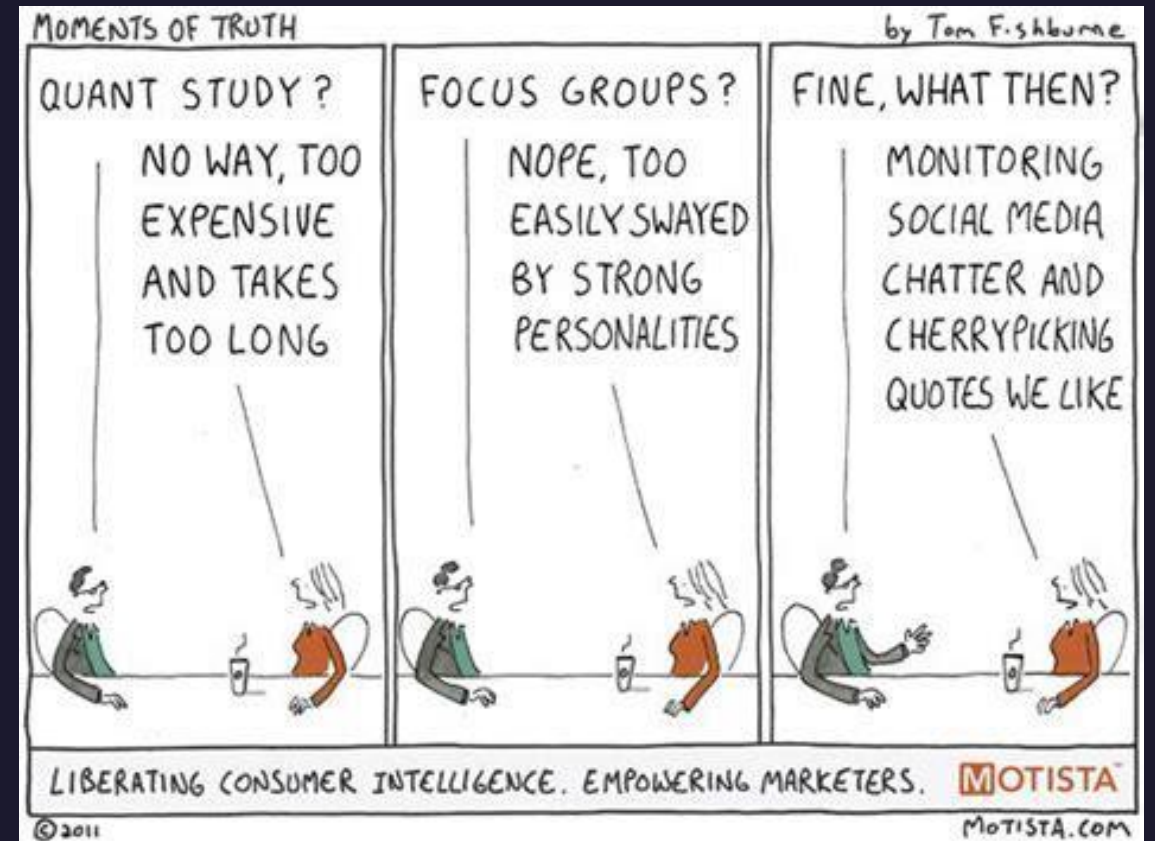 MOMENTS OF TRUTH
by Tom Fishburne
QUANT STUDY?
NO WAY, TOO
EXPENSIVE
AND TAKES
TOO LONG
FOCUS GROUPS?
NOPE, TOO
EASILY SWAYED
BY STRONG
PERSONALITIES
FINE, WHAT THEN?
MONITORING
SOCIAL MEDIA
CHATTER AND
CHERRYPICKING
QUOTES WE LIKE
LIBERATING CONSUMER INTELLIGENCE. EMPOWERING MARKETERS.
MOTISTA™
©2011
MOTISTA.COM